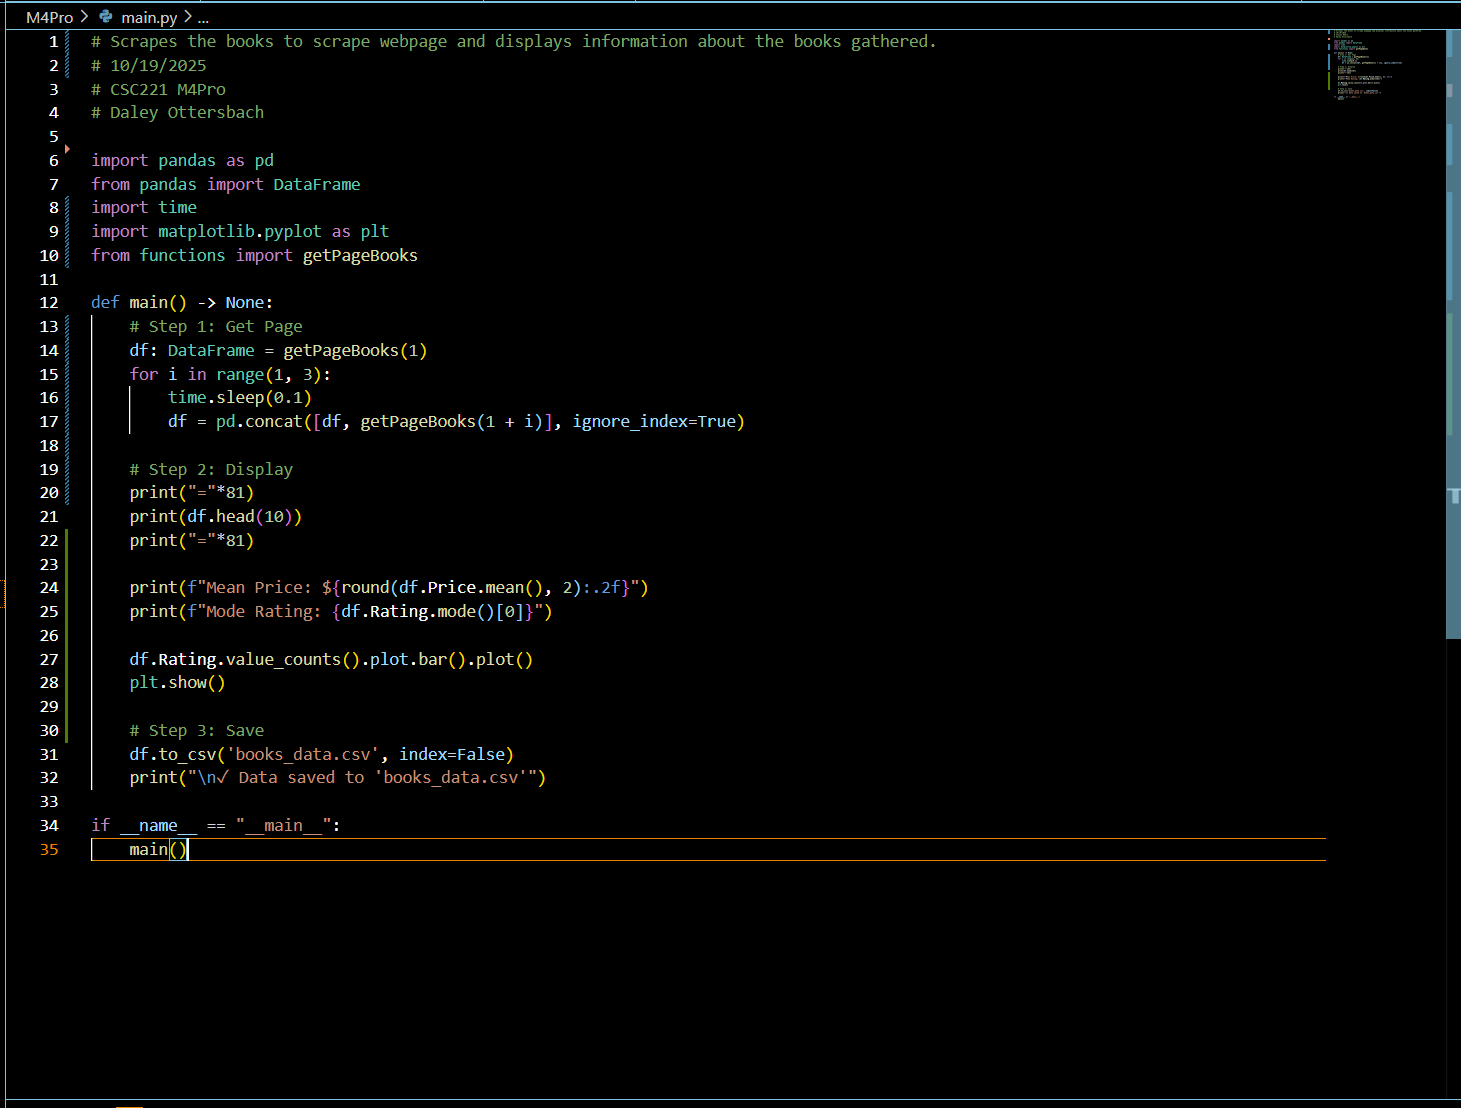 M4Pro > main.py > ...
1 # Scrapes the books to scrape webpage and displays information about the books gathered.
2 # 10/19/2025
3 # CSC221 M4Pro
4 # Daley Ottersbach
5
6 import pandas as pd
7 from pandas import DataFrame
8 import time
9 import matplotlib.pyplot as plt
10 from functions import getPageBooks
11
12 def main() -> None:
13     # Step 1: Get Page
14     df: DataFrame = getPageBooks(1)
15     for i in range(1, 3):
16         time.sleep(0.1)
17         df = pd.concat([df, getPageBooks(1 + i)], ignore_index=True)
18
19     # Step 2: Display
20     print("="*81)
21     print(df.head(10))
22     print("="*81)
23
24     print(f"Mean Price: ${round(df.Price.mean(), 2):.2f}")
25     print(f"Mode Rating: {df.Rating.mode()[0]}")
26
27     df.Rating.value_counts().plot.bar().plot()
28     plt.show()
29
30     # Step 3: Save
31     df.to_csv('books_data.csv', index=False)
32     print("\n✓ Data saved to 'books_data.csv'")
33
34 if __name__ == "__main__":
35     main()